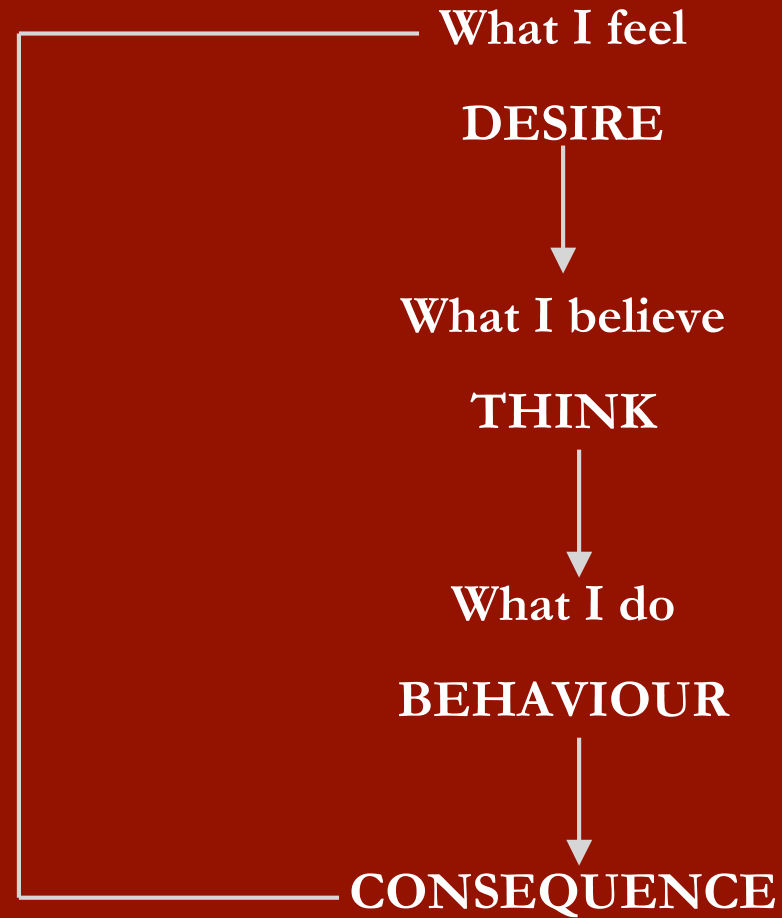 What I feel
DESIRE
What I believe
THINK
What I do
BEHAVIOUR
CONSEQUENCE